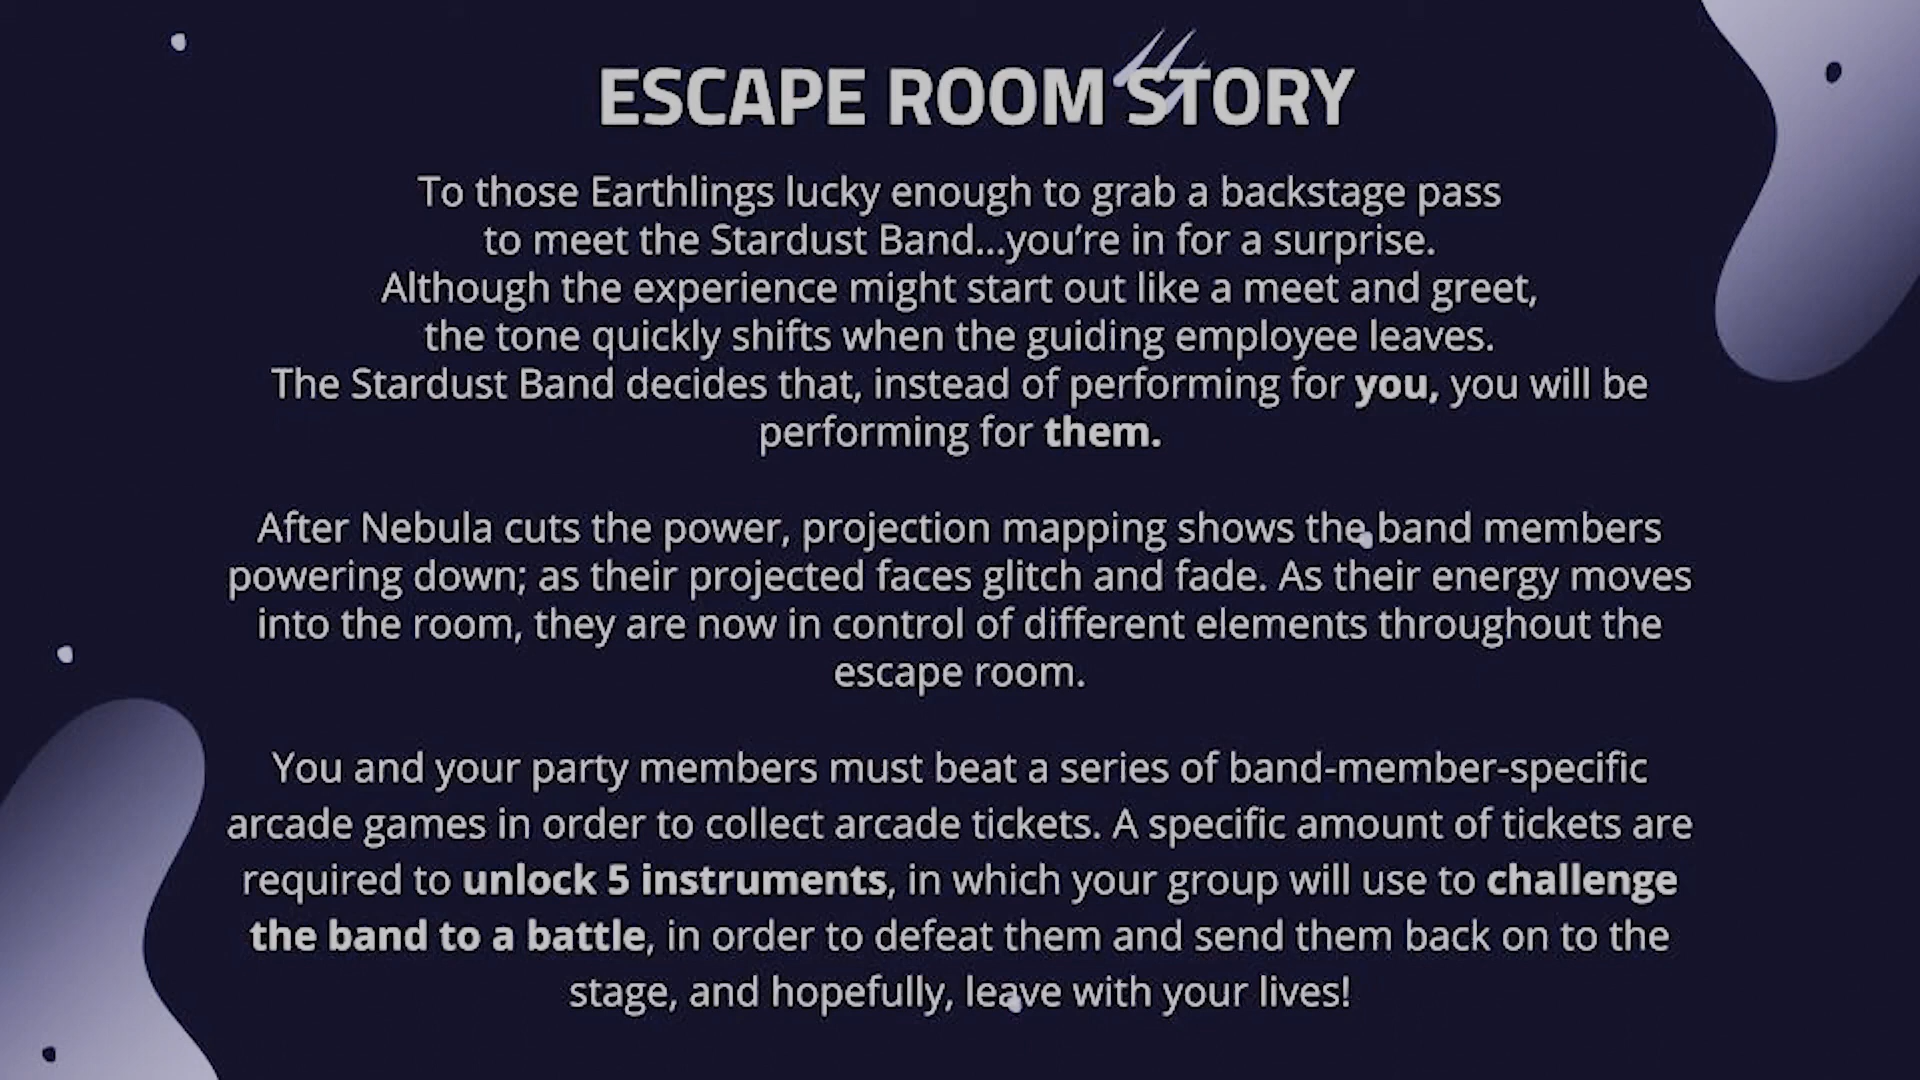 ESCAPE ROOM STORY
To those Earthlings lucky enough to grab a backstage pass
to meet the Stardust Band...you’re in for a surprise.
Although the experience might start out like a meet and greet,
the tone quickly shifts when the guiding employee leaves.
The Stardust Band decides that, instead of performing for you, you will be
performing for them.
After Nebula cuts the power, projection mapping shows the band members
powering down; as their projected faces glitch and fade. As their energy moves
into the room, they are now in control of different elements throughout the
escape room.
You and your party members must beat a series of band-member-specific
arcade games in order to collect arcade tickets. A specific amount of tickets are
required to unlock 5 instruments, in which your group will use to challenge
the band to a battle, in order to defeat them and send them back on to the
stage, and hopefully, leave with your lives!